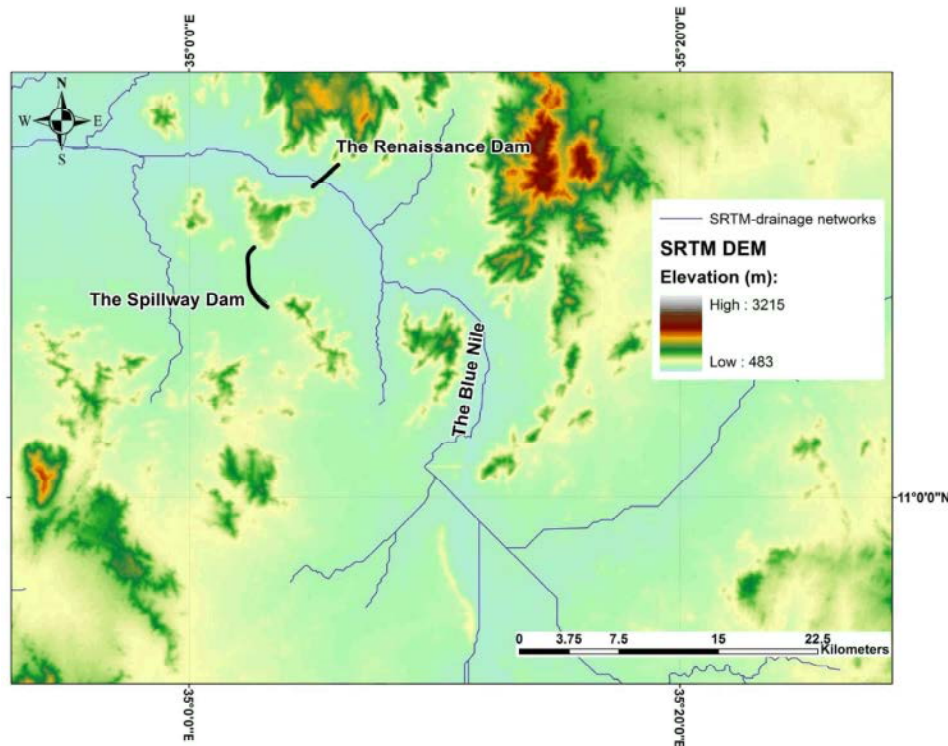 35°0'0"E
35°20'0"E
N
W E
S
The Renaissance Dam
The Spillway Dam
The Blue Nile
SRTM-drainage networks
SRTM DEM
Elevation (m):
High : 3215
Low : 483
11°0'0"N
0 3.75 7.5 15 22.5
Kilometers
35°0'0"E
35°20'0"E